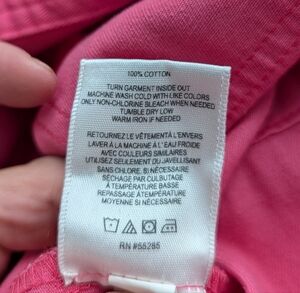 100% COTTON
TURN GARMENT INSIDE OUT
MACHINE WASH COLD WITH LIKE COLORS
ONLY NON-CHLORINE BLEACH WHEN NEEDED
TUMBLE DRY LOW
WARM IRON IF NEEDED
RETOURNEZ LE VÊTEMENTÀ L'ENVERS
LAVER À LA MACHINE À L'EAU FROIDE
AVEC COULEURS SIMILAIRES
UTILISEZ SEULEMENT DU JAVELLISANT
SANS CHLORE, SI NÉCESSAIRE
SÉCHAGE PAR CULBUTAGE
À TEMPÉRATURE BASSE
REPASSAGE ÀTEMPÉRATURE
MOYENNE SI NÉCESSAIRE
RN #55285